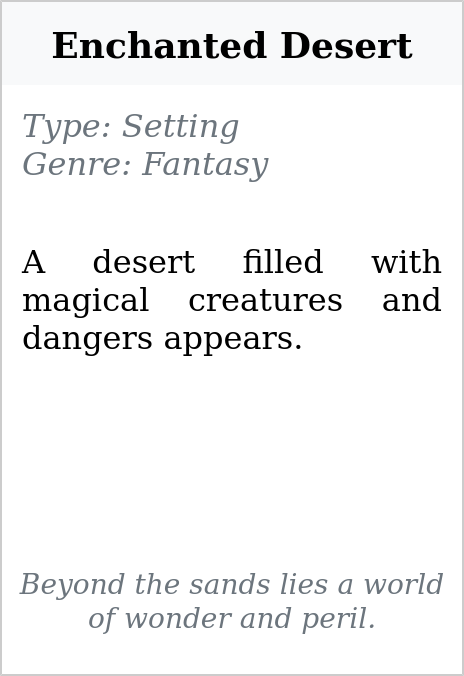 Enchanted Desert
Type: Setting
Genre: Fantasy
A desert filled with
magical creatures and
dangers appears.
Beyond the sands lies a world
of wonder and peril.